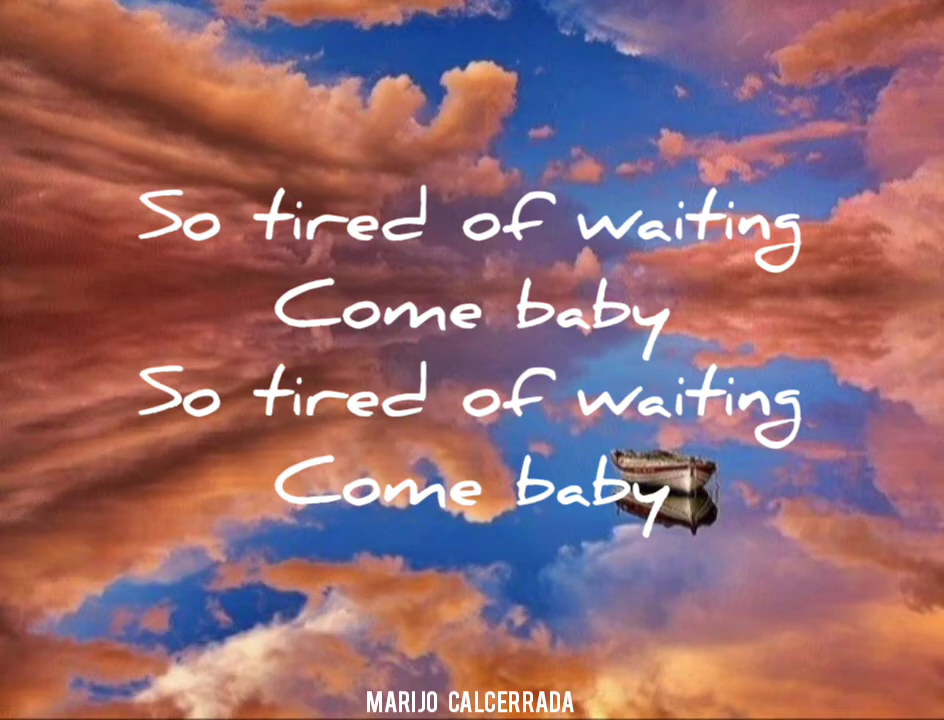 So tired of waiting
Come baby
So tired of waiting
Come baby
MARIJO CALCERRADA